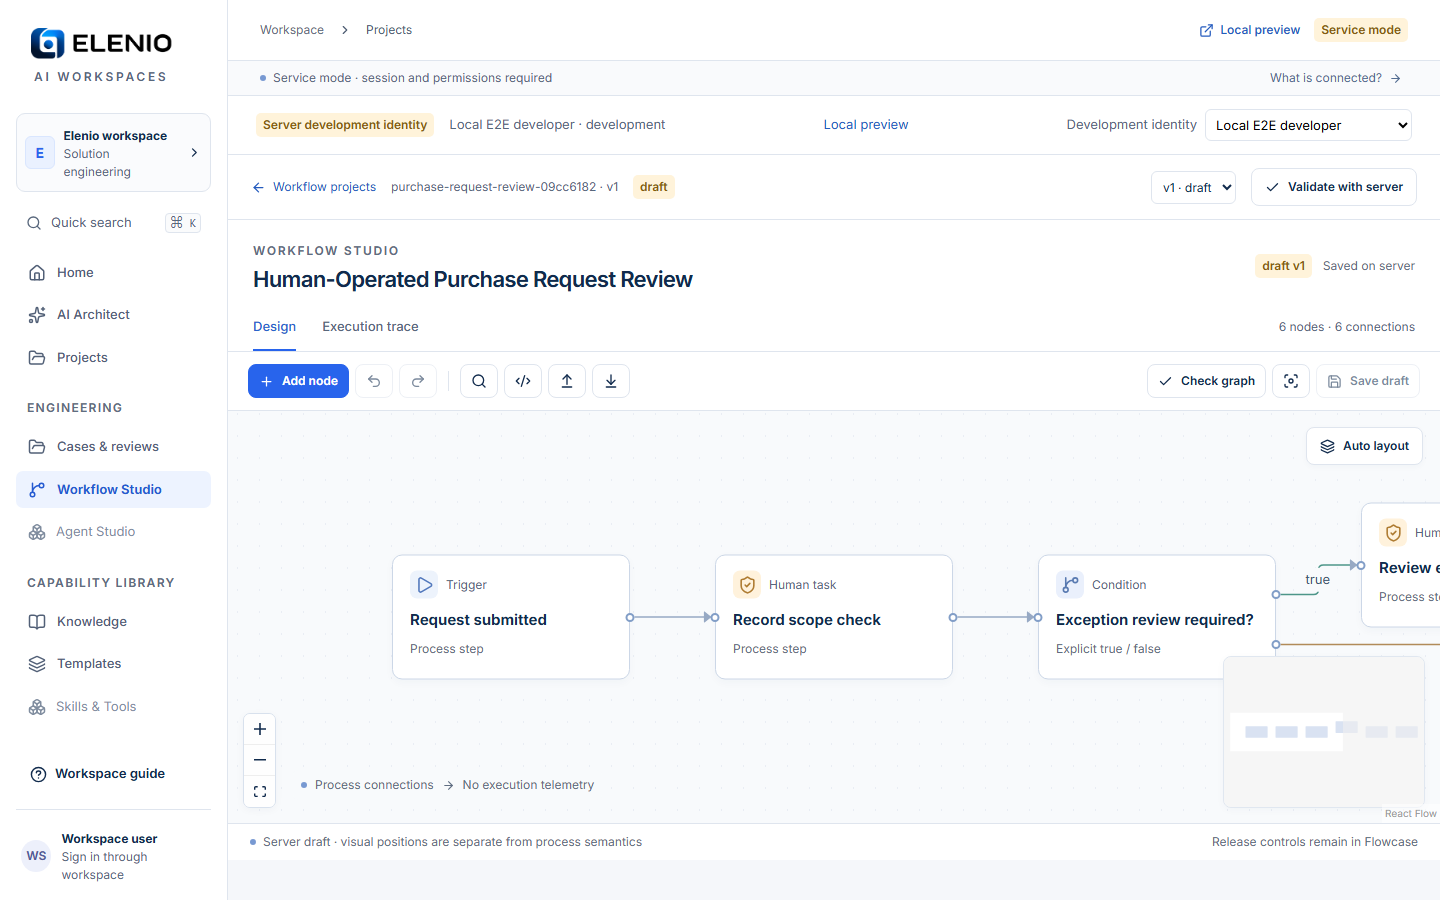 ELENIO
AI WORKSPACES
E
Elenio workspace
Solution
engineering
Quick search
⌘ K
Home
AI Architect
Projects
ENGINEERING
Cases & reviews
Workflow Studio
Agent Studio
CAPABILITY LIBRARY
Knowledge
Templates
Skills & Tools
Workspace guide
WS
Workspace user
Sign in through
workspace
Workspace > Projects
Local preview
Service mode
Service mode · session and permissions required
What is connected? →
Server development identity
Local E2E developer · development
Local preview
Development identity
Local E2E developer
← Workflow projects
purchase-request-review-09cc6182 · v1
draft
v1 · draft
Validate with server
WORKFLOW STUDIO
Human-Operated Purchase Request Review
draft v1
Saved on server
Design
Execution trace
6 nodes · 6 connections
+ Add node
Check graph
Save draft
Auto layout
Trigger
Request submitted
Process step
Human task
Record scope check
Process step
Condition
Exception review required?
Explicit true / false
true
Hum
Review e
Process st
Process connections → No execution telemetry
React Flow
Server draft · visual positions are separate from process semantics
Release controls remain in Flowcase